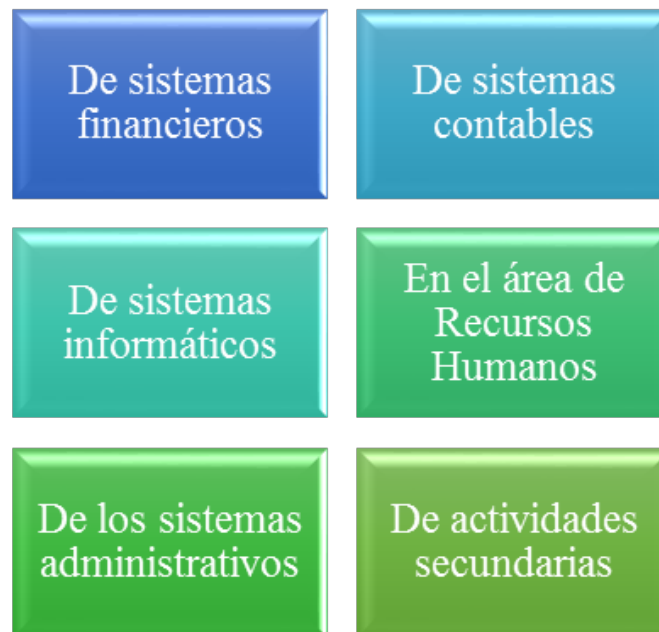 De sistemas
financieros
De sistemas
contables
De sistemas
informáticos
En el área de
Recursos
Humanos
De los sistemas
administrativos
De actividades
secundarias